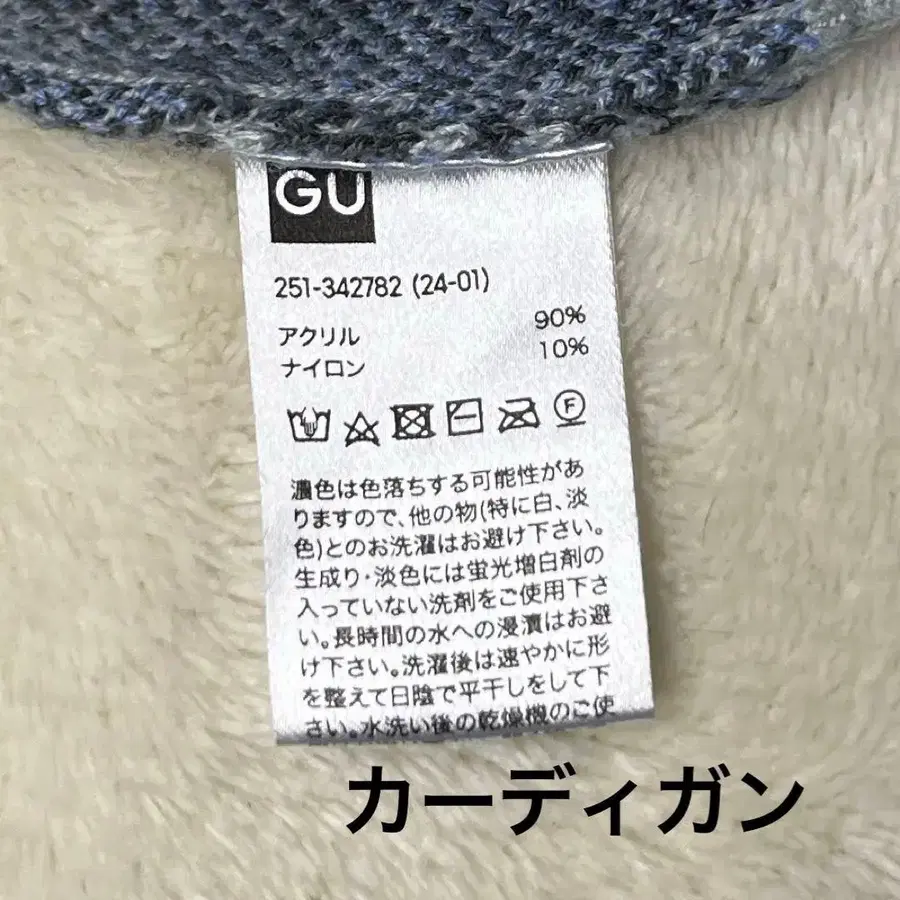 GU
251-342782 (24-01)
アクリル 90%
ナイロン 10%
F
濃色は色落ちする可能性があ
りますので、他の物(特に白、淡
色)とのお洗濯はお避け下さい。
生成り・淡色には蛍光増白剤の
入っていない洗剤をご使用下さ
い。長時間の水への浸漬はお避
け下さい。洗濯後は速やかに形
を整えて日陰で平干しをして下
さい。水洗い後の乾燥機のご使
カーディガン